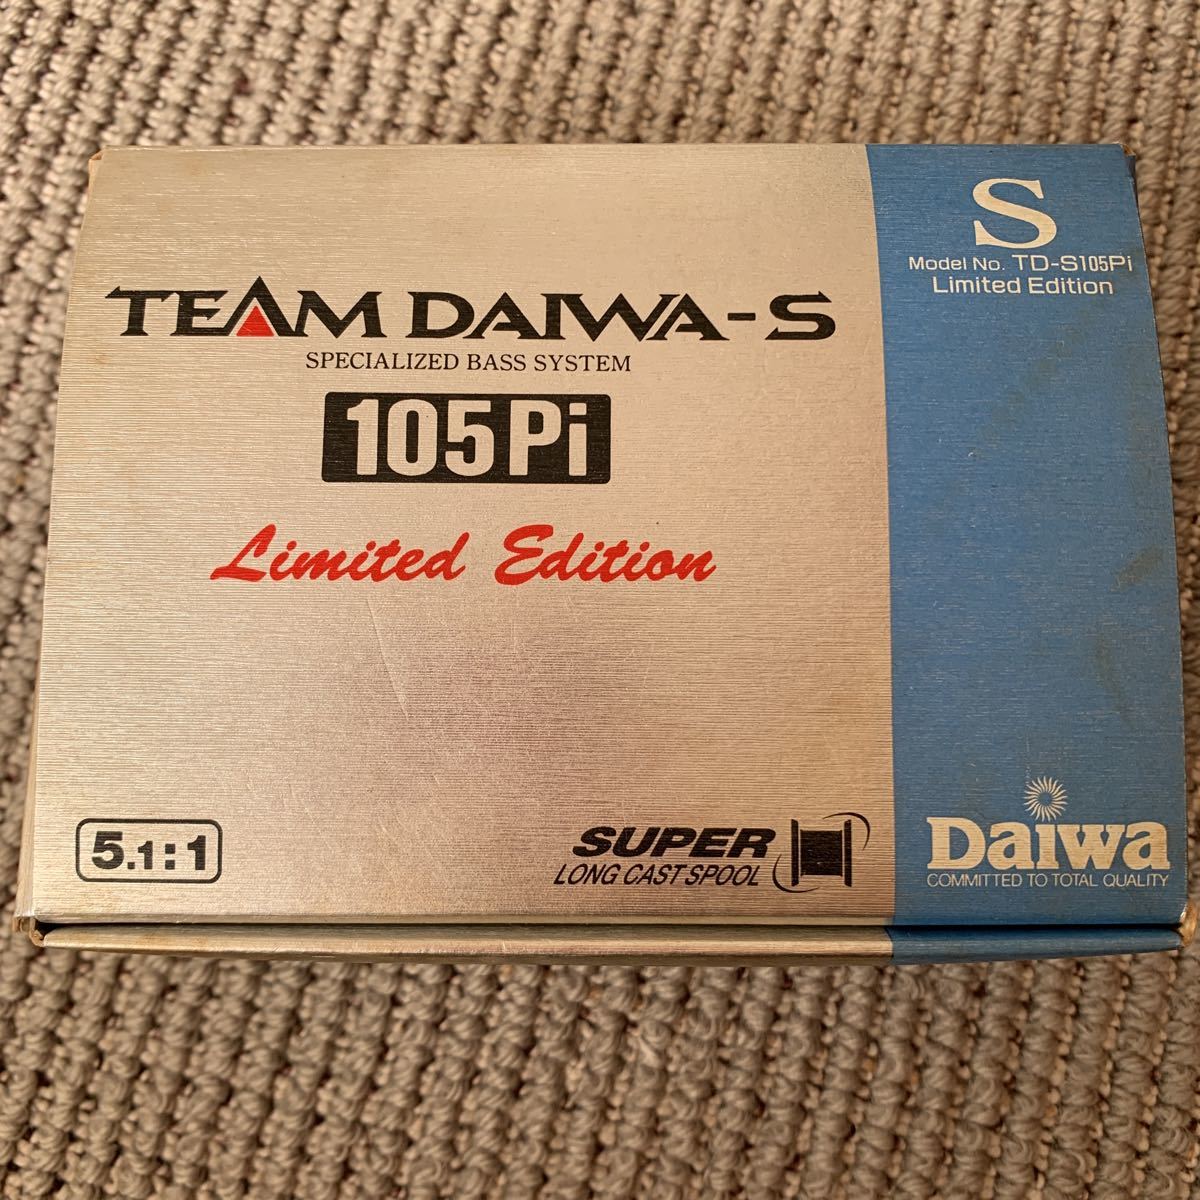 TEAM DAIWA-S
SPECIALIZED BASS SYSTEM
105Pi
Limited Edition
5.1:1
SUPER
LONG CAST SPOOL
S
Model No. TD-S105Pi
Limited Edition
Daiwa
COMMITTED TO TOTAL QUALITY